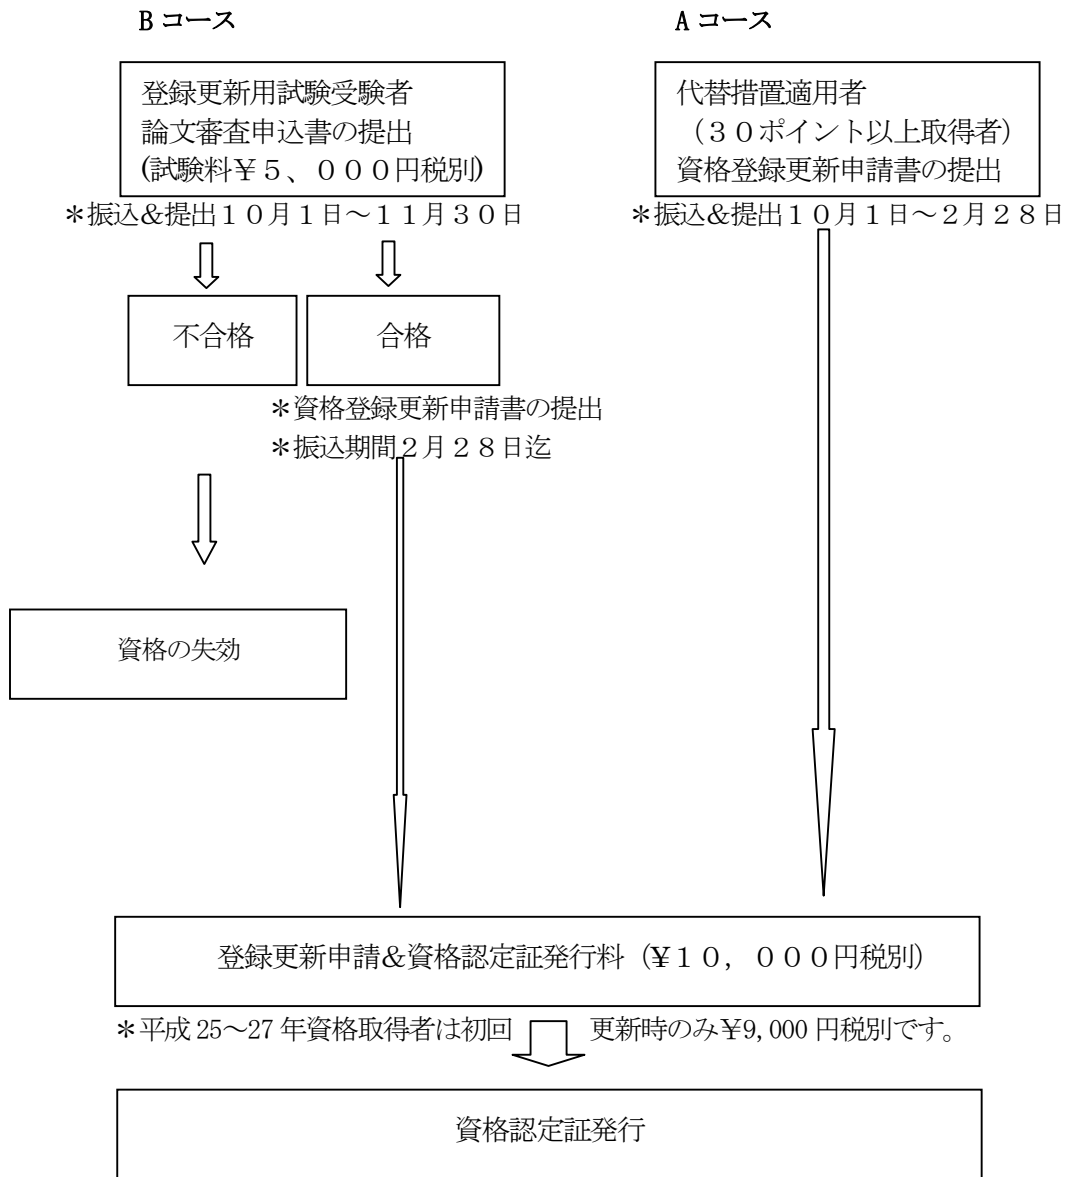 B コース
登録更新用試験受験者
論文審査申込書の提出
(試験料￥５、０００円税別)
＊振込&提出１０月１日～１１月３０日
A コース
代替措置適用者
（３０ポイント以上取得者）
資格登録更新申請書の提出
＊振込&提出１０月１日～２月２８日
不合格
合格
＊資格登録更新申請書の提出
＊振込期間２月２８日迄
資格の失効
登録更新申請&資格認定証発行料（￥１０，０００円税別）
＊平成 25～27 年資格取得者は初回 更新時のみ￥9,000 円税別です。
資格認定証発行